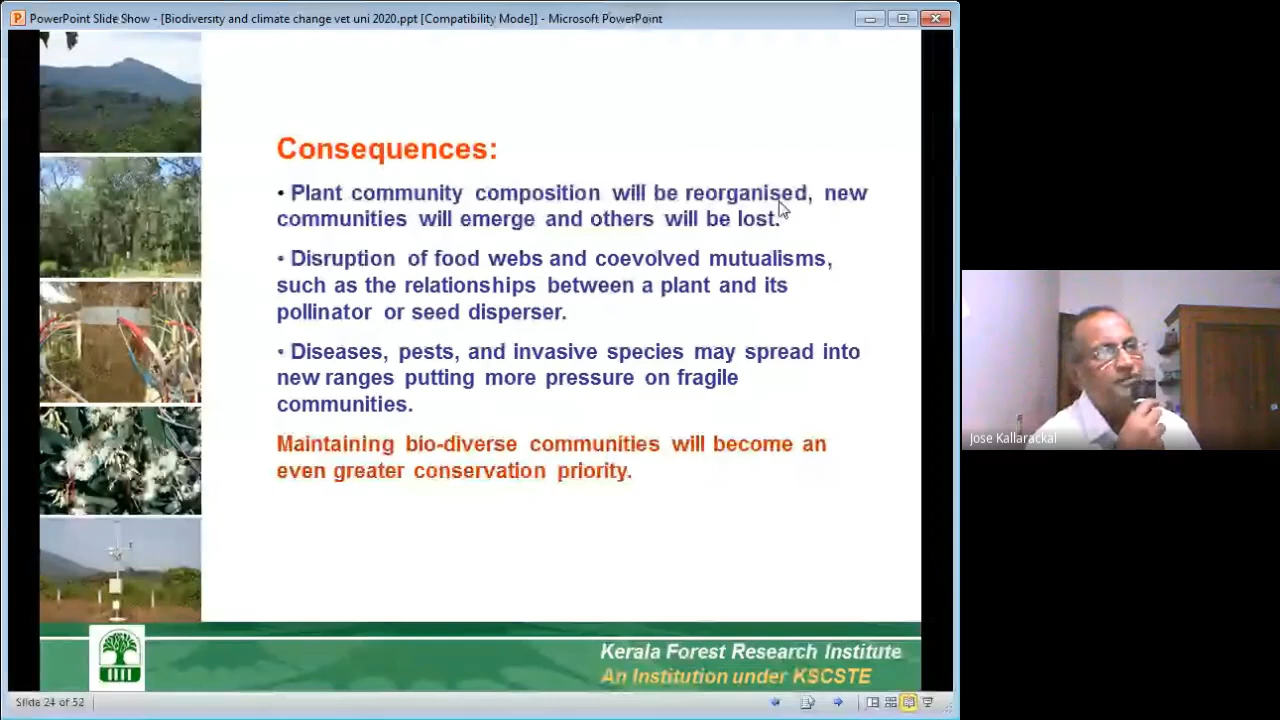 PowerPoint Slide Show - [Biodiversity and climate change vet uni 2020.ppt [Compatibility Mode]] - Microsoft PowerPoint
Consequences:
• Plant community composition will be reorganised, new
communities will emerge and others will be lost.
• Disruption of food webs and coevolved mutualisms,
such as the relationships between a plant and its
pollinator or seed disperser.
• Diseases, pests, and invasive species may spread into
new ranges putting more pressure on fragile
communities.
Maintaining bio-diverse communities will become an
even greater conservation priority.
Kerala Forest Research Institute
An Institution under KSCSTE
Slide 24 of 52
Jose Kallarackal